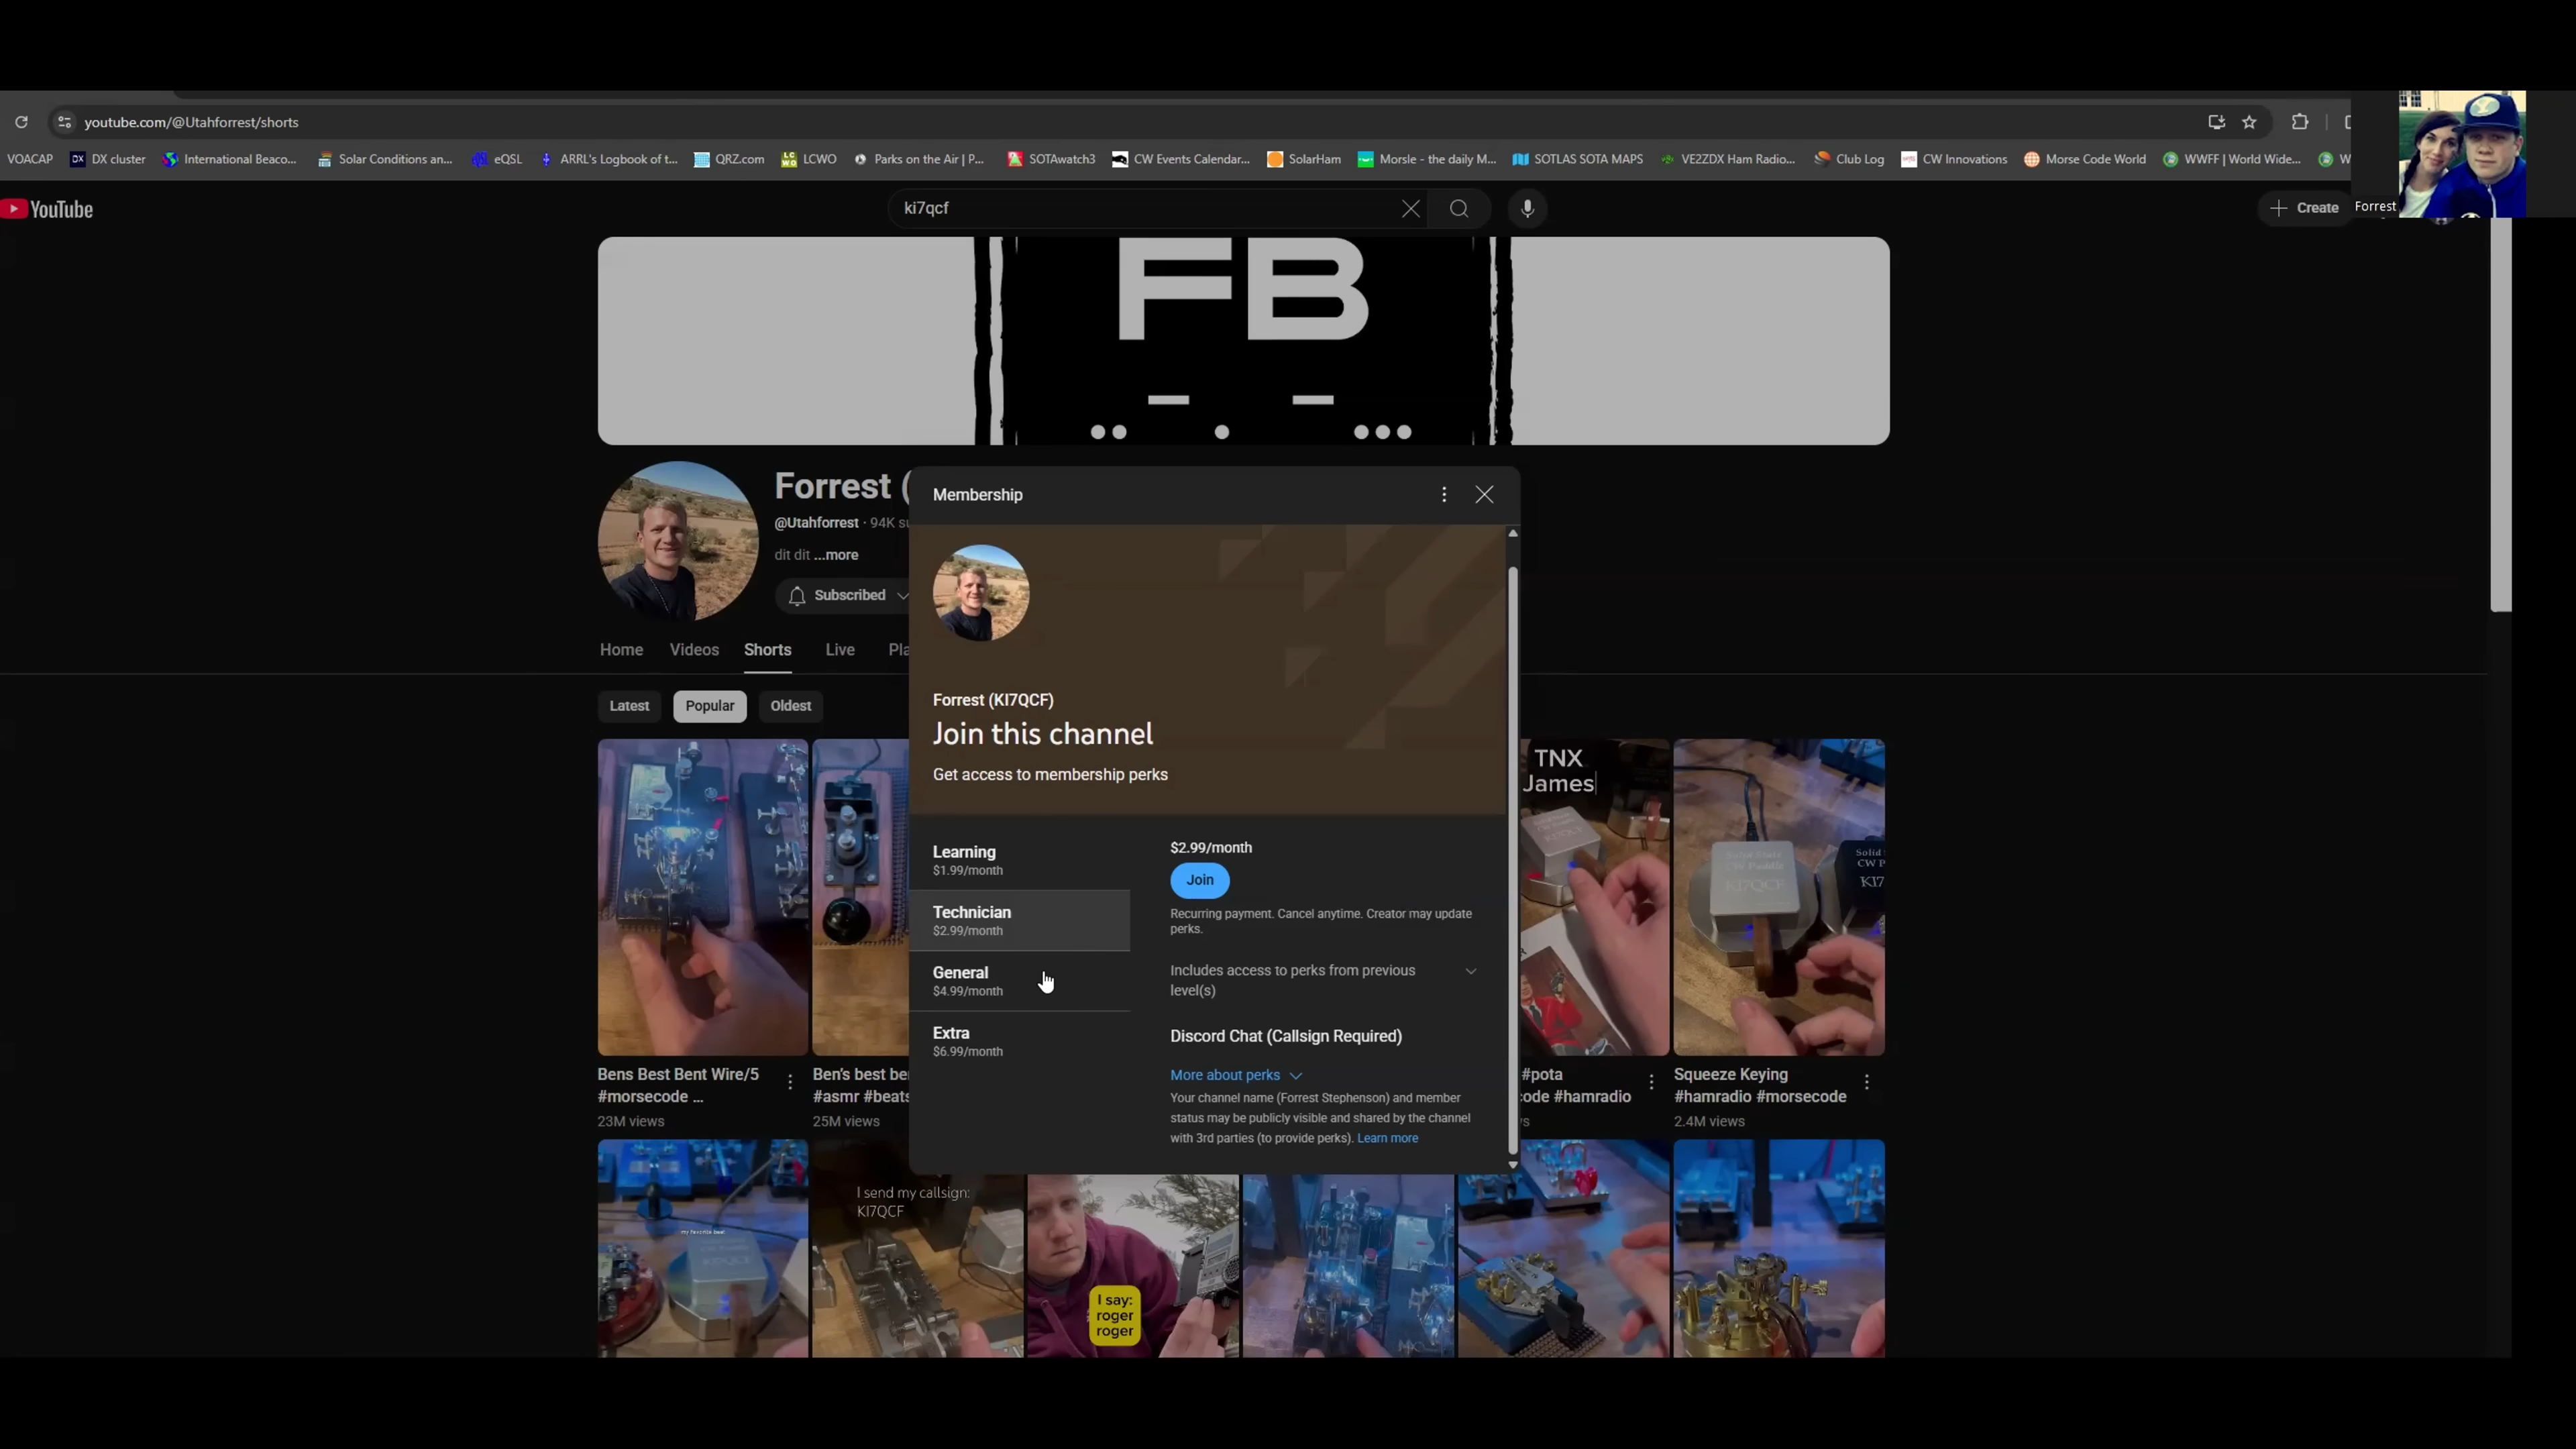 youtube.com/@Utahforrest/shorts
VOACAP
DX cluster
International Beaco...
Solar Conditions an...
eQSL
ARRL's Logbook of t...
QRZ.com
LCWO
Parks on the Air | P...
SOTAwatch3
CW Events Calendar...
SolarHam
Morsle - the daily M...
SOTLAS SOTA MAPS
VE2ZDX Ham Radio...
Club Log
CW Innovations
Morse Code World
WWFF | World Wide...
W
YouTube
ki7qcf
Create
Forrest
FB
Forrest (
@Utahforrest · 94K su
dit dit ...more
Subscribed
Home
Videos
Shorts
Live
Pla
Latest
Popular
Oldest
Membership
Forrest (KI7QCF)
Join this channel
Get access to membership perks
Learning
$1.99/month
Technician
$2.99/month
General
$4.99/month
Extra
$6.99/month
$2.99/month
Join
Recurring payment. Cancel anytime. Creator may update
perks.
Includes access to perks from previous
level(s)
Discord Chat (Callsign Required)
More about perks
Your channel name (Forrest Stephenson) and member
status may be publicly visible and shared by the channel
with 3rd parties (to provide perks). Learn more
TNX
James
Solid State
CW Paddle
KI7QCF
Solid
CW P
KI7
Bens Best Bent Wire/5
#morsecode ...
23M views
Ben's best be
#asmr #beats
25M views
#pota
ode #hamradio
s
Squeeze Keying
#hamradio #morsecode
2.4M views
I send my callsign:
KI7QCF
I say:
roger
roger